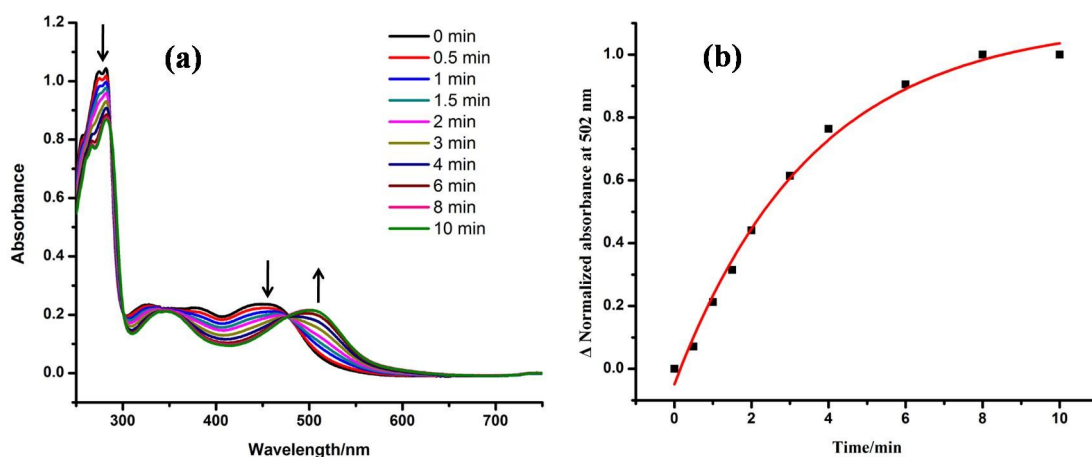 (a)
0 min
0.5 min
1 min
1.5 min
2 min
3 min
4 min
6 min
8 min
10 min
1.2
1.0
0.8
0.6
0.4
0.2
0.0
Absorbance
300
400
500
600
700
Wavelength/nm
(b)
1.0
0.8
0.6
0.4
0.2
0.0
Δ Normalized absorbance at 502 nm
0
2
4
6
8
10
Time/min